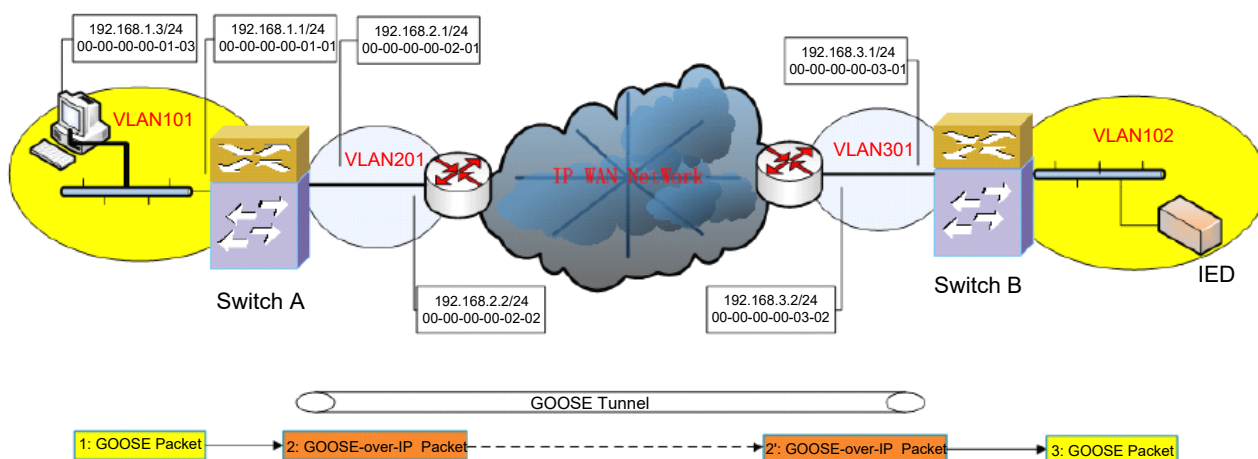 192.168.1.3/24
00-00-00-00-01-03
192.168.1.1/24
00-00-00-00-01-01
192.168.2.1/24
00-00-00-00-02-01
192.168.3.1/24
00-00-00-00-03-01
VLAN101
VLAN201
IP WAN NetWork
VLAN301
VLAN102
Switch A
192.168.2.2/24
00-00-00-00-02-02
192.168.3.2/24
00-00-00-00-03-02
Switch B
IED
GOOSE Tunnel
1: GOOSE Packet
2: GOOSE-over-IP Packet
2': GOOSE-over-IP Packet
3: GOOSE Packet